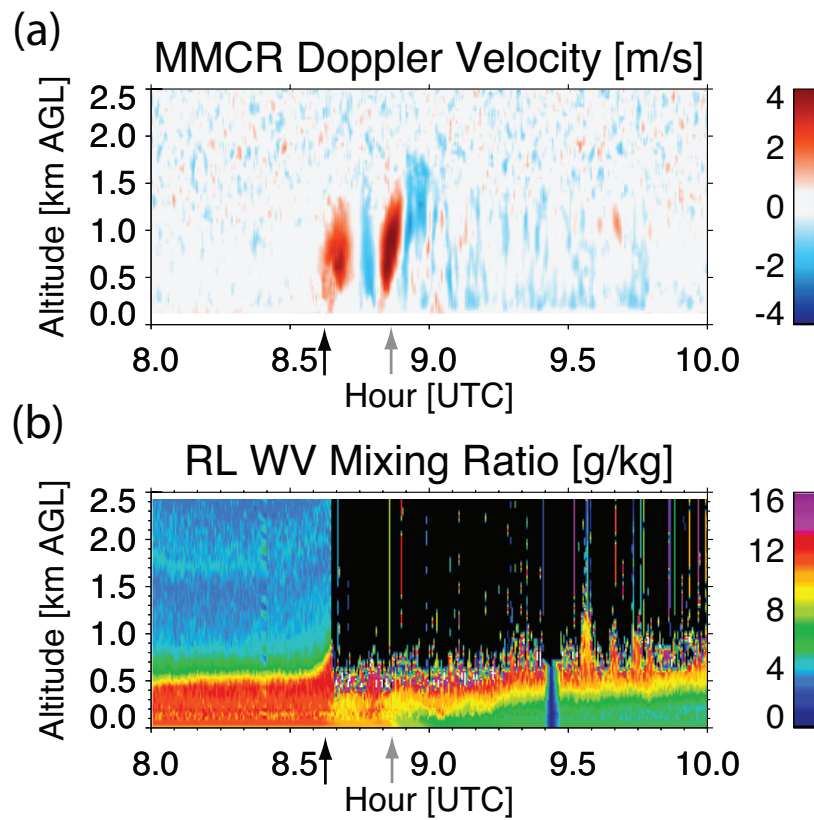 (a)
MMCR Doppler Velocity [m/s]
Altitude [km AGL]
2.5
2.0
1.5
1.0
0.5
0.0
4
2
0
-2
-4
8.0 8.5 9.0 9.5 10.0
Hour [UTC]
(b)
RL WV Mixing Ratio [g/kg]
Altitude [km AGL]
2.5
2.0
1.5
1.0
0.5
0.0
16
12
8
4
0
8.0 8.5 9.0 9.5 10.0
Hour [UTC]